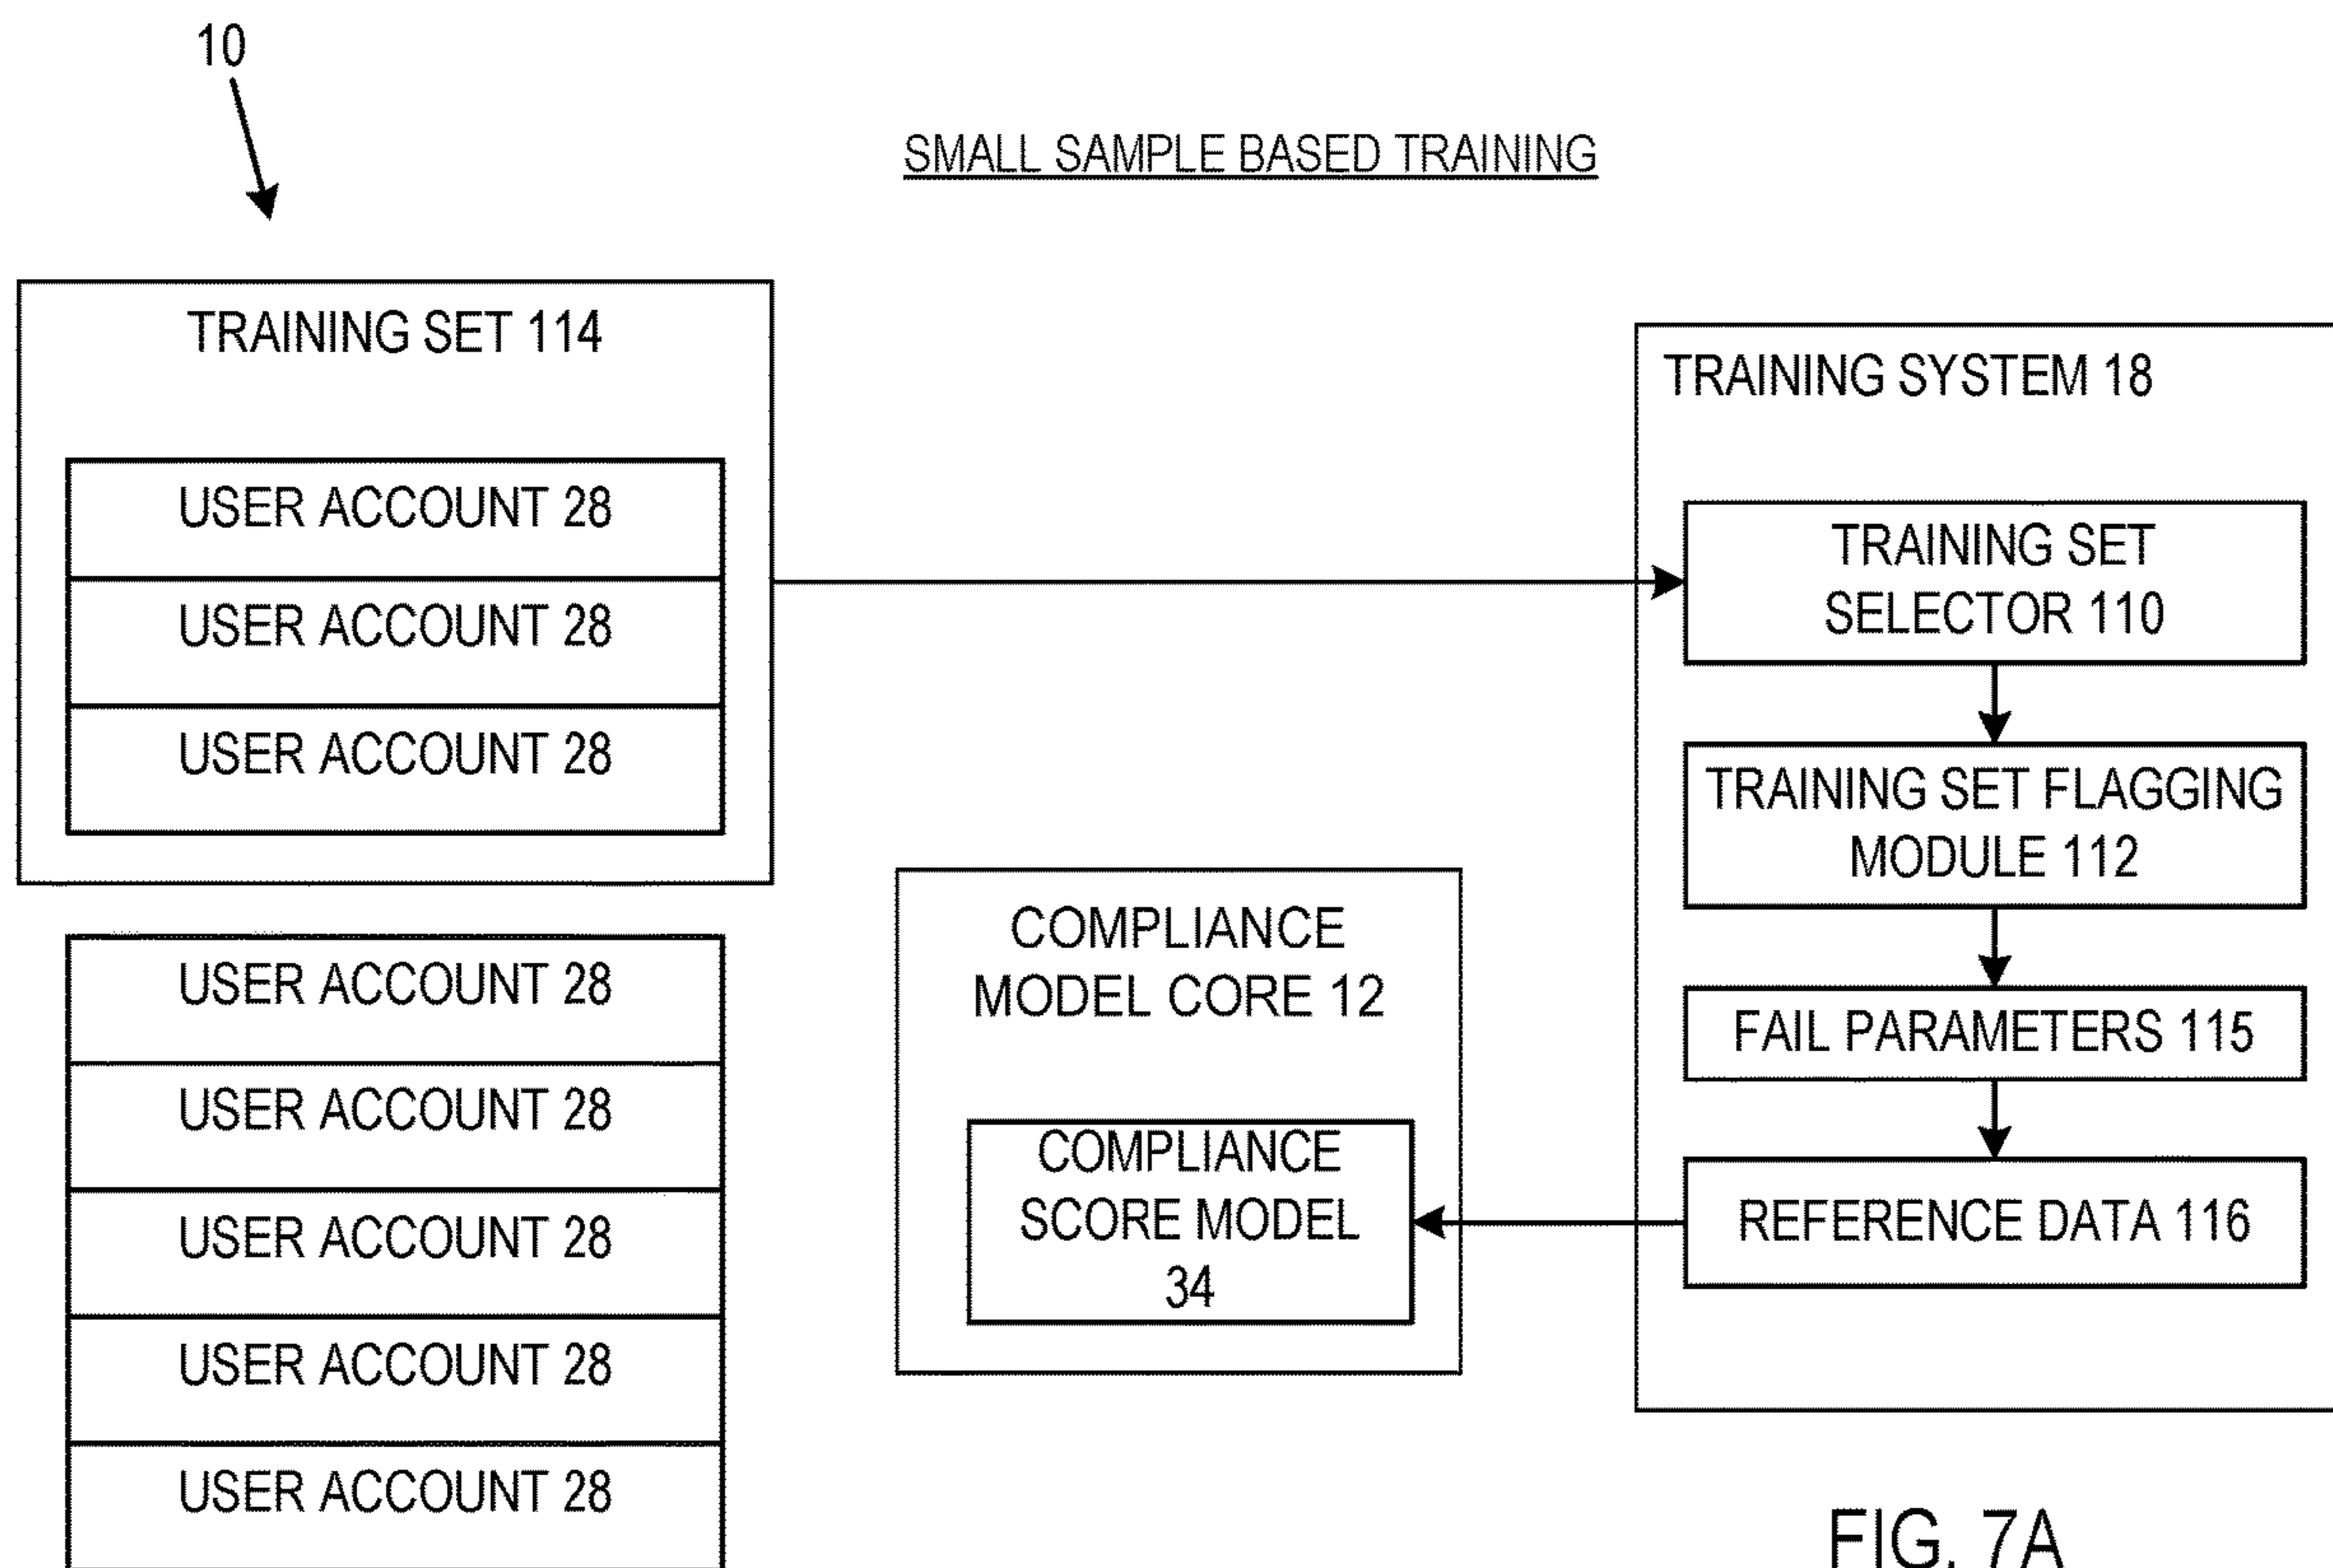 10
SMALL SAMPLE BASED TRAINING
TRAINING SET 114
USER ACCOUNT 28
USER ACCOUNT 28
USER ACCOUNT 28
USER ACCOUNT 28
USER ACCOUNT 28
USER ACCOUNT 28
USER ACCOUNT 28
USER ACCOUNT 28
COMPLIANCE
MODEL CORE 12
COMPLIANCE
SCORE MODEL
34
TRAINING SYSTEM 18
TRAINING SET
SELECTOR 110
TRAINING SET FLAGGING
MODULE 112
FAIL PARAMETERS 115
REFERENCE DATA 116
FIG. 7A